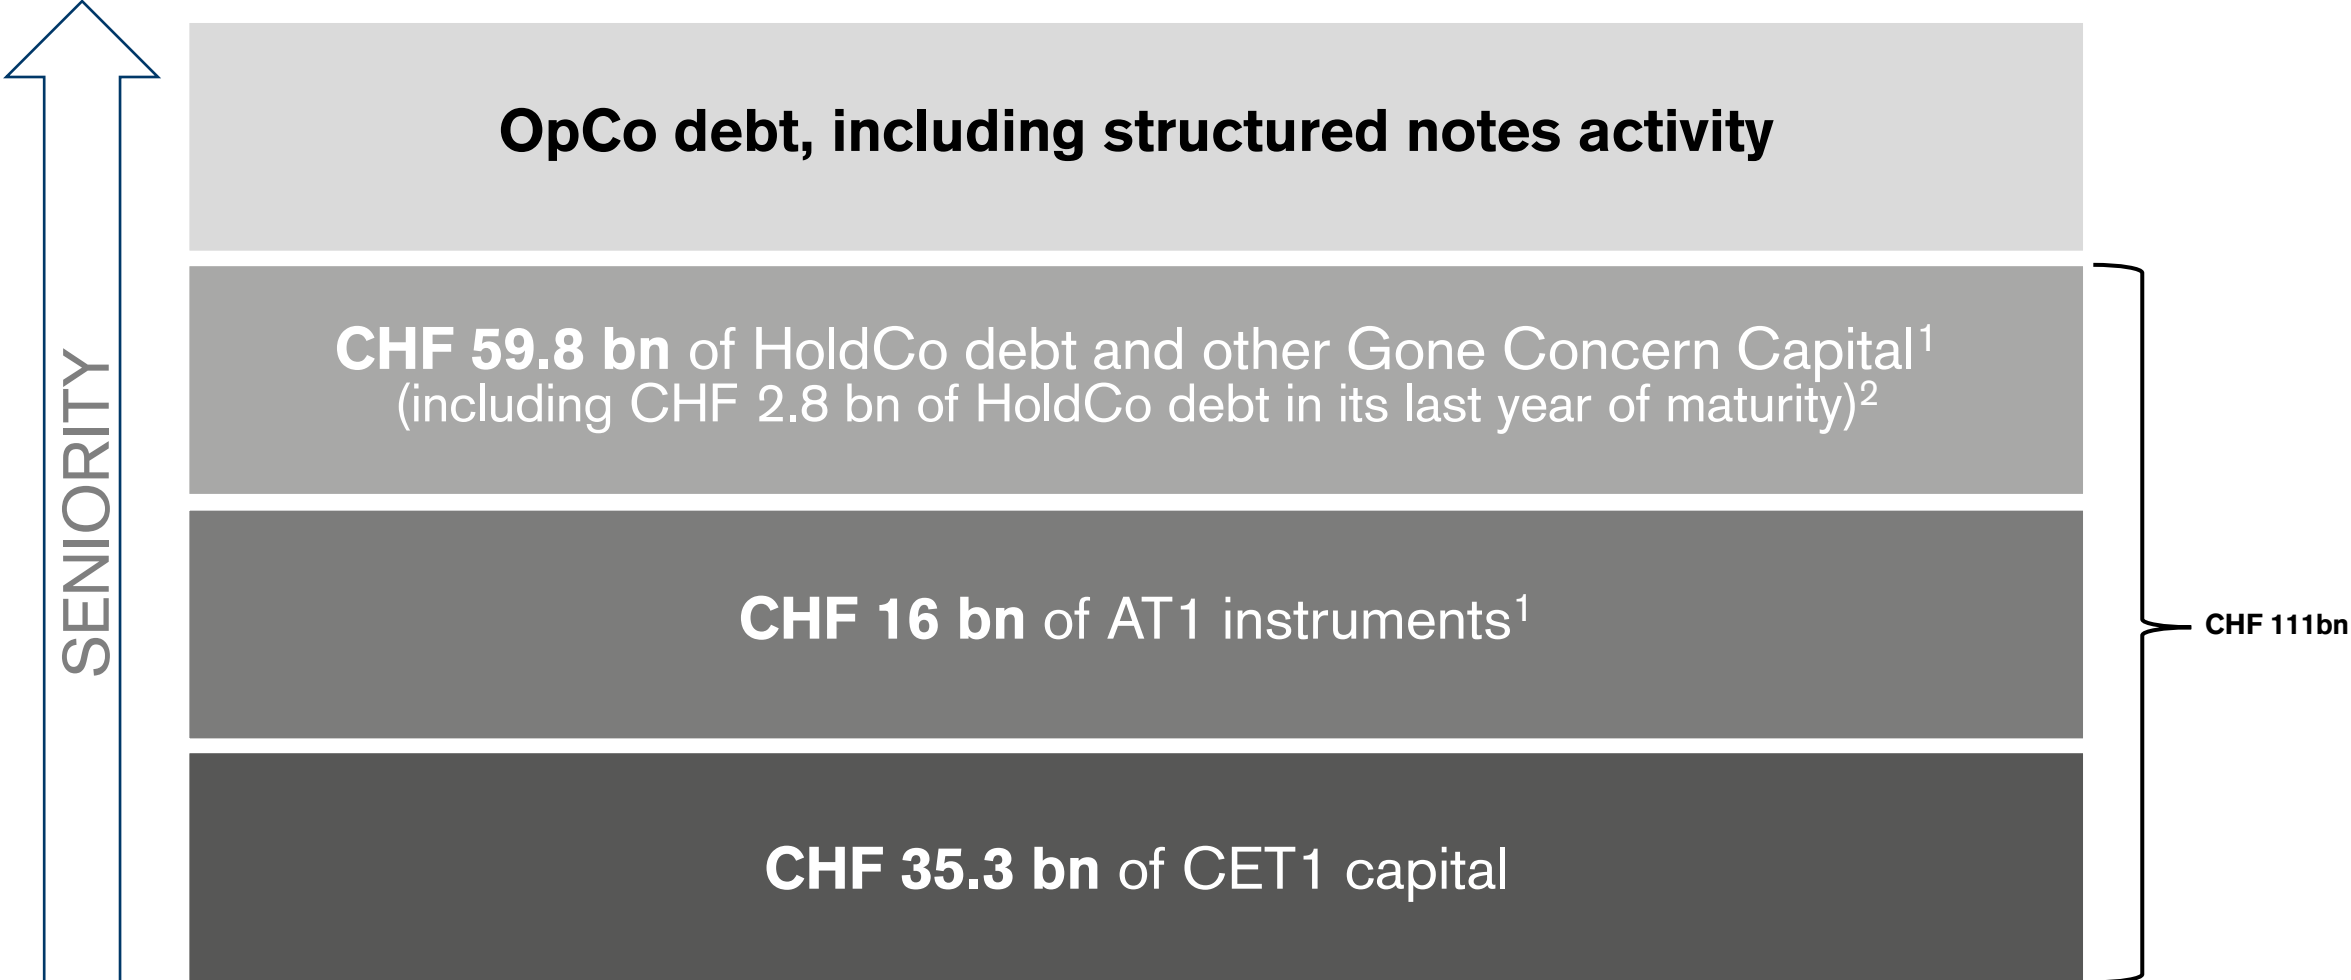 SENIORITY
OpCo debt, including structured notes activity
CHF 59.8 bn of HoldCo debt and other Gone Concern Capital¹
(including CHF 2.8 bn of HoldCo debt in its last year of maturity)²
CHF 16 bn of AT1 instruments¹
CHF 111bn
CHF 35.3 bn of CET1 capital